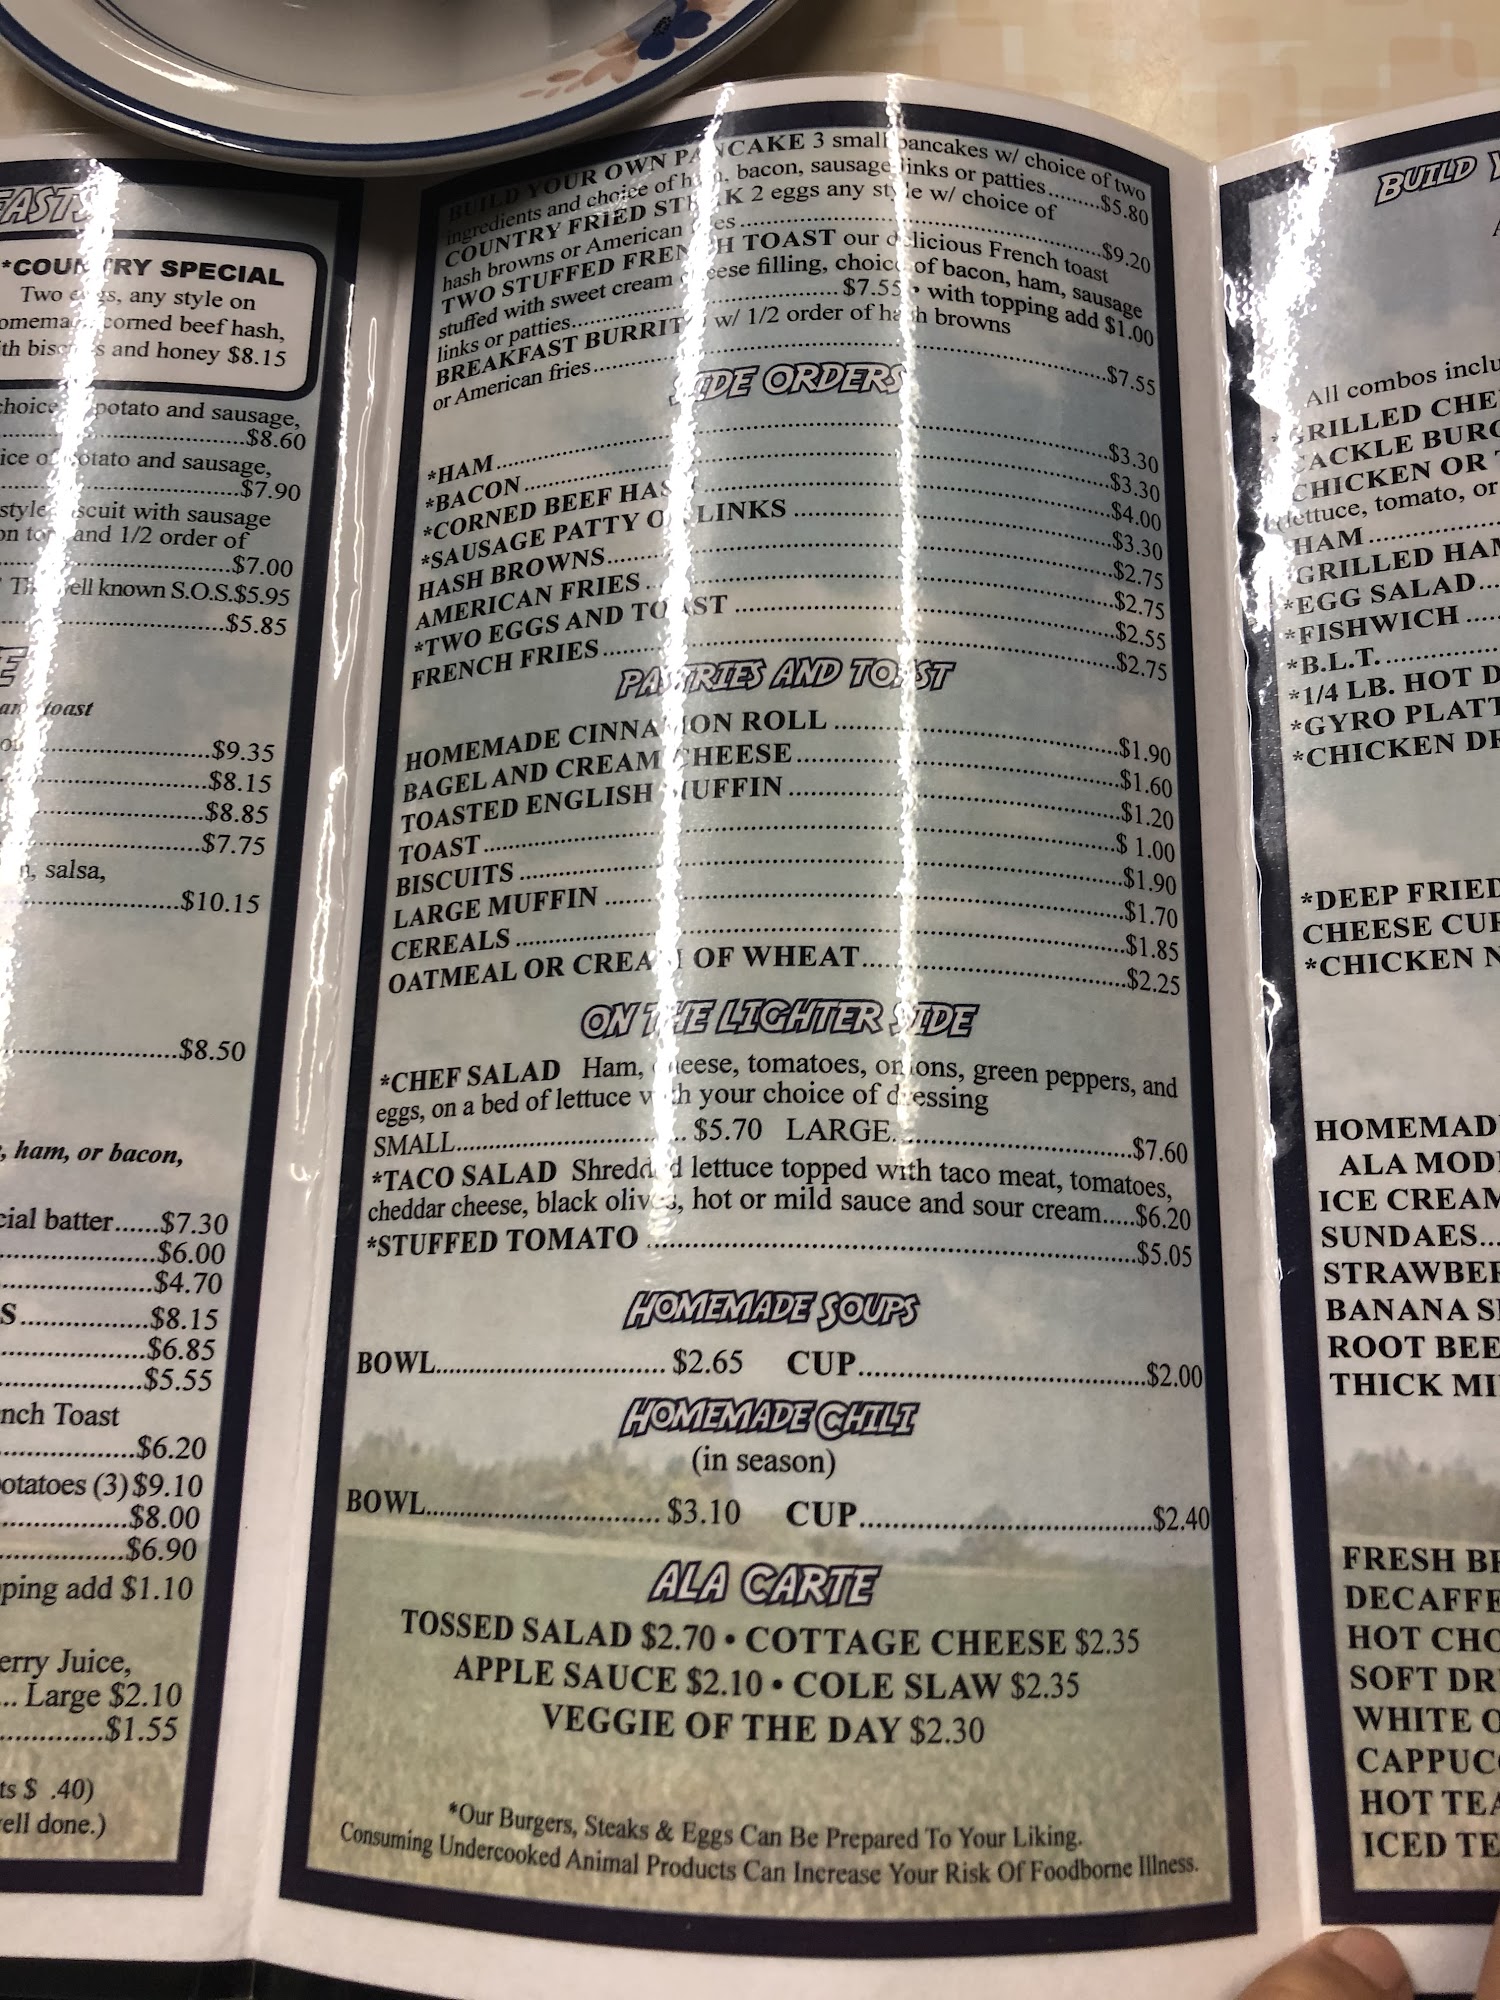 EASTS
*COUNTRY SPECIAL
Two eggs, any style on
corned beef hash,
and honey $8.15
choice potato and sausage,
$8.60
potato and sausage,
$7.90
style biscuit with sausage
and 1/2 order of
$7.00
well known S.O.S.$5.95
$5.85
toast
$9.35
$8.15
$8.85
$7.75
salsa,
$10.15
$8.50
, ham, or bacon,
batter......$7.30
$6.00
$4.70
$8.15
$6.85
$5.55
Toast
$6.20
(3) $9.10
$8.00
$6.90
add $1.10
Juice,
... Large $2.10
$1.55
$ .40)
done.)
BUILD YOUR OWN PANCAKE 3 small pancakes w/ choice of two
ingredients and choice of ham, bacon, sausage links or patties........$5.80
COUNTRY FRIED STEAK 2 eggs any style w/ choice of
hash browns or American fries........$9.20
TWO STUFFED FRENCH TOAST our delicious French toast
stuffed with sweet cream cheese filling, choice of bacon, ham, sausage
links or patties........ $7.55 • with topping add $1.00
BREAKFAST BURRITO w/ 1/2 order of hash browns
or American fries........$7.55
SIDE ORDERS
*HAM........$3.30
*BACON........$3.30
*CORNED BEEF HASH........$4.00
*SAUSAGE PATTY OR LINKS........$3.30
HASH BROWNS........$2.75
AMERICAN FRIES........$2.75
*TWO EGGS AND TOAST........$2.55
FRENCH FRIES........$2.75
PASTRIES AND TOAST
HOMEMADE CINNAMON ROLL........$1.90
BAGEL AND CREAM CHEESE........$1.60
TOASTED ENGLISH MUFFIN........$1.20
TOAST........$ 1.00
BISCUITS........$1.90
LARGE MUFFIN........$1.70
CEREALS........$1.85
OATMEAL OR CREAM OF WHEAT........$2.25
ON THE LIGHTER SIDE
*CHEF SALAD Ham, cheese, tomatoes, onions, green peppers, and
eggs, on a bed of lettuce with your choice of dressing
SMALL........ $5.70 LARGE........$7.60
*TACO SALAD Shredded lettuce topped with taco meat, tomatoes,
cheddar cheese, black olives, hot or mild sauce and sour cream.....$6.20
*STUFFED TOMATO........$5.05
HOMEMADE SOUPS
BOWL........ $2.65 CUP........$2.00
HOMEMADE CHILI
(in season)
BOWL........ $3.10 CUP........$2.40
ALA CARTE
TOSSED SALAD $2.70 • COTTAGE CHEESE $2.35
APPLE SAUCE $2.10 • COLE SLAW $2.35
VEGGIE OF THE DAY $2.30
*Our Burgers, Steaks & Eggs Can Be Prepared To Your Liking.
Consuming Undercooked Animal Products Can Increase Your Risk Of Foodborne Illness.
BUILD
All combos
GRILLED
CHICKEN OR
lettuce, tomato, or
HAM
GRILLED
*EGG SALAD
*FISHWICH
*B.L.T.
*1/4 LB. HOT
*GYRO
*CHICKEN
*DEEP FRIED
CHEESE
*CHICKEN
HOMEMADE
ALA
ICE CREAM
SUNDAES
BANANA
ROOT
THICK
FRESH
HOT
SOFT
WHITE
HOT TEA
ICED